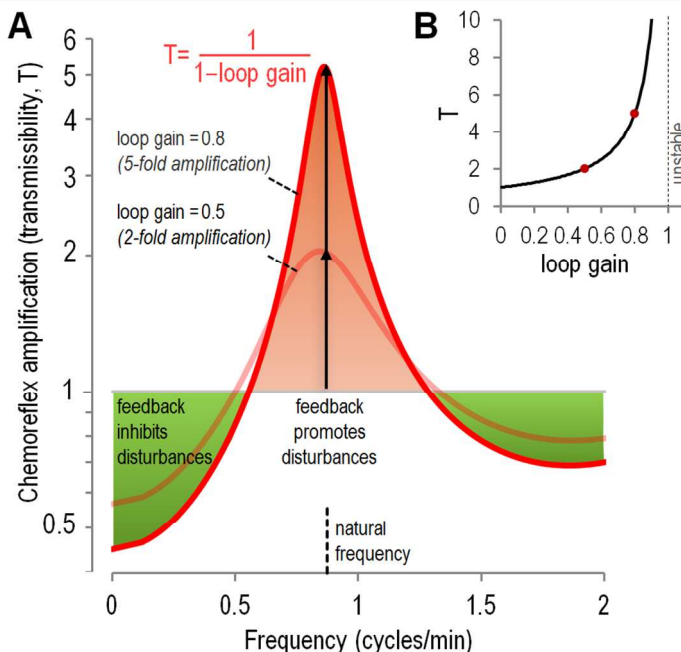 A
T= 1
1−loop gain
Chemoreflex amplification (transmissibility, T)
6
5
4
3
2
1
0.5
loop gain = 0.8
(5-fold amplification)
loop gain = 0.5
(2-fold amplification)
feedback
inhibits
disturbances
feedback
promotes
disturbances
natural
frequency
0
0.5
1
1.5
2
Frequency (cycles/min)
B
T
10
8
6
4
2
0
0
0.2
0.4
0.6
0.8
1
loop gain
unstable